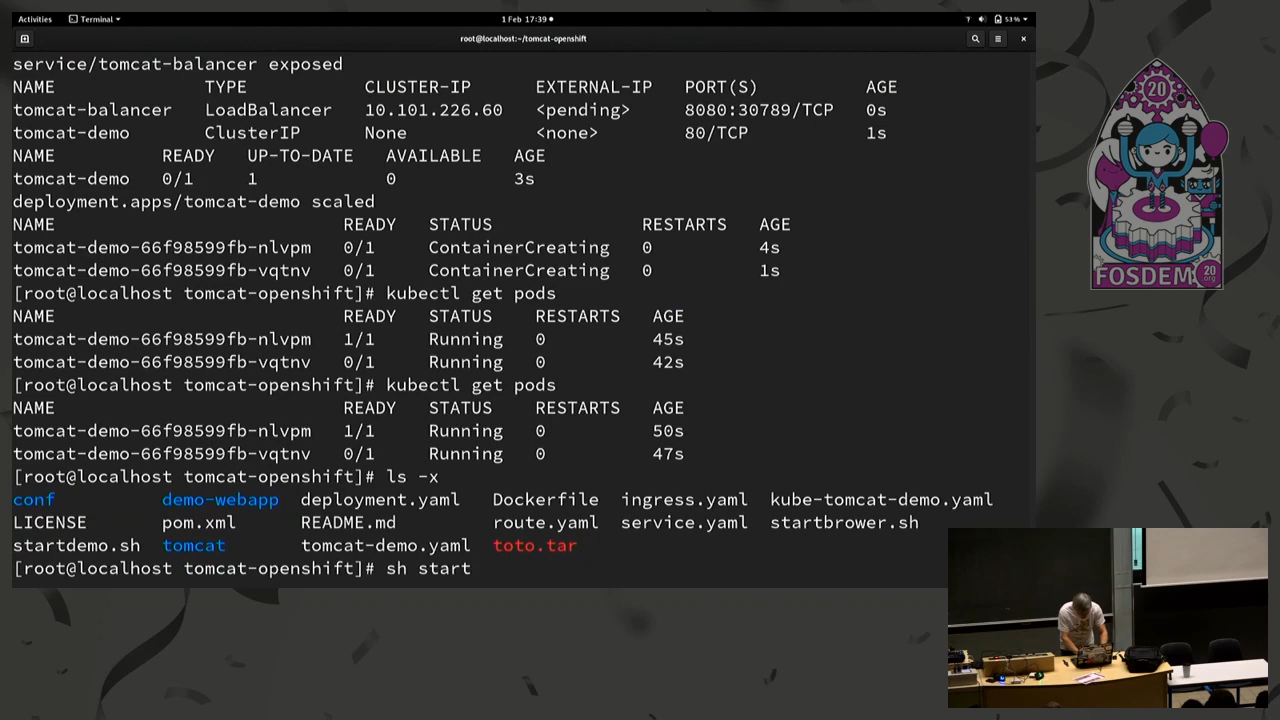 Activities Terminal 1 Feb 17:39 53 %
root@localhost:~/tomcat-openshift
service/tomcat-balancer exposed
NAME TYPE CLUSTER-IP EXTERNAL-IP PORT(S) AGE
tomcat-balancer LoadBalancer 10.101.226.60 <pending> 8080:30789/TCP 0s
tomcat-demo ClusterIP None <none> 80/TCP 1s
NAME READY UP-TO-DATE AVAILABLE AGE
tomcat-demo 0/1 1 0 3s
deployment.apps/tomcat-demo scaled
NAME READY STATUS RESTARTS AGE
tomcat-demo-66f98599fb-nlvpm 0/1 ContainerCreating 0 4s
tomcat-demo-66f98599fb-vqtnv 0/1 ContainerCreating 0 1s
[root@localhost tomcat-openshift]# kubectl get pods
NAME READY STATUS RESTARTS AGE
tomcat-demo-66f98599fb-nlvpm 1/1 Running 0 45s
tomcat-demo-66f98599fb-vqtnv 0/1 Running 0 42s
[root@localhost tomcat-openshift]# kubectl get pods
NAME READY STATUS RESTARTS AGE
tomcat-demo-66f98599fb-nlvpm 1/1 Running 0 50s
tomcat-demo-66f98599fb-vqtnv 0/1 Running 0 47s
[root@localhost tomcat-openshift]# ls -x
conf demo-webapp deployment.yaml Dockerfile ingress.yaml kube-tomcat-demo.yaml
LICENSE pom.xml README.md route.yaml service.yaml startbrower.sh
startdemo.sh tomcat tomcat-demo.yaml toto.tar
[root@localhost tomcat-openshift]# sh start
20
FOSDEM 20
.org